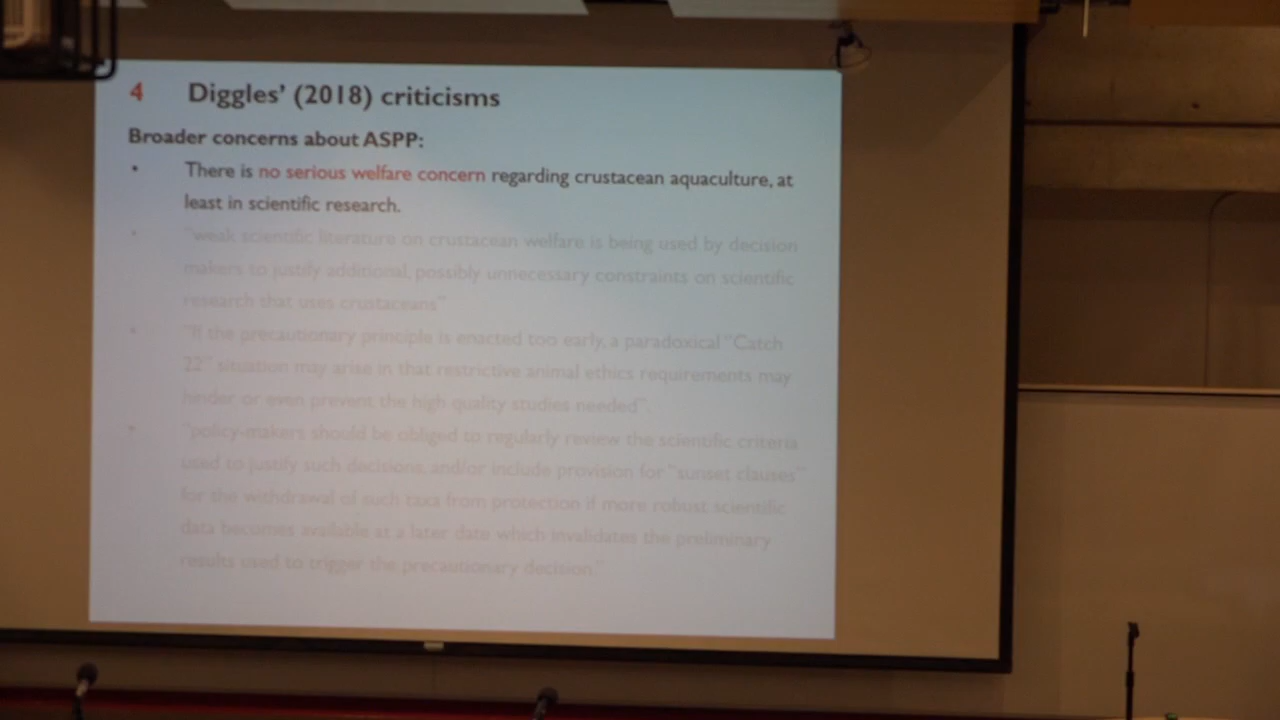 4 Diggles' (2018) criticisms
Broader concerns about ASPP:
• There is no serious welfare concern regarding crustacean aquaculture, at
least in scientific research.
• "weak scientific literature on crustacean welfare is being used by decision
makers to justify additional, possibly unnecessary constraints on scientific
research that uses crustaceans"
• "If the precautionary principle is enacted too early, a paradoxical "Catch
22" situation may arise in that restrictive animal ethics requirements may
hinder or even prevent the high quality studies needed".
• "policy-makers should be obliged to regularly review the scientific criteria
used to justify such decisions, and/or include provision for "sunset clauses"
for the withdrawal of such taxa from protection if more robust scientific
data becomes available at a later date which invalidates the preliminary
results used to trigger the precautionary decision."